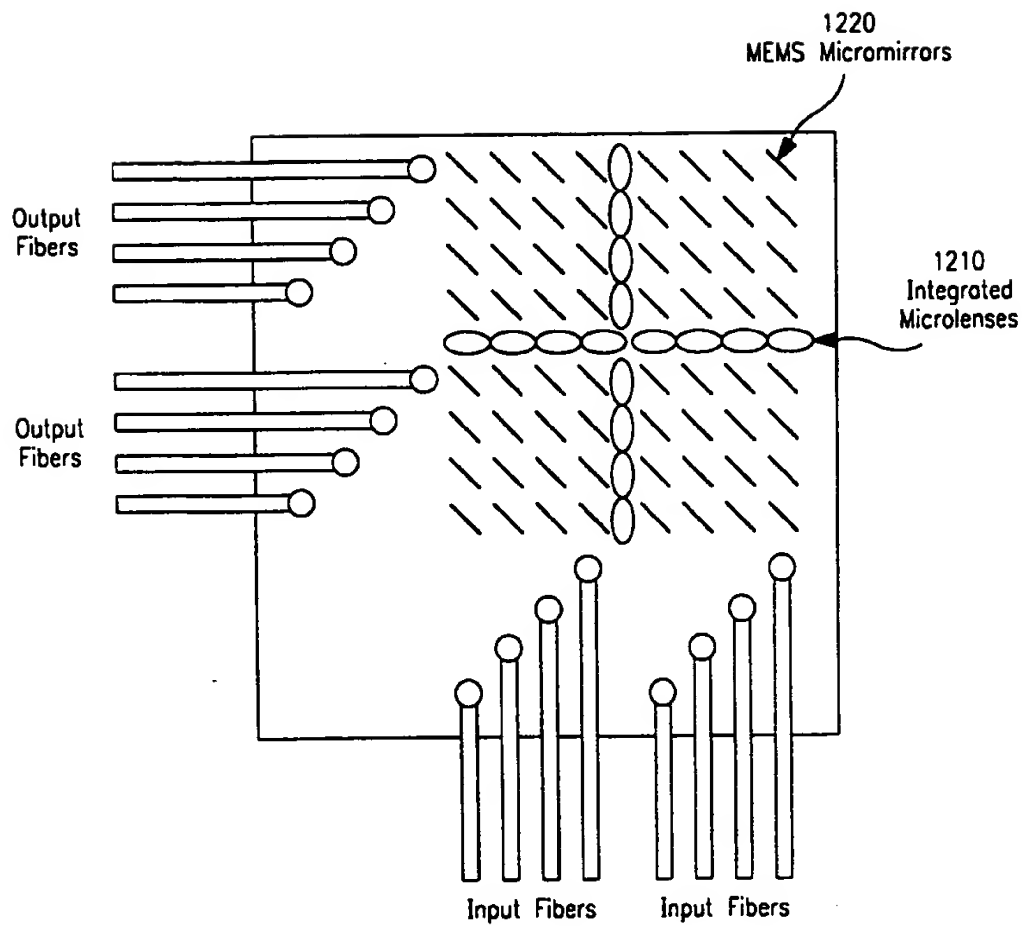 1220
MEMS Micromirrors
Output
Fibers
1210
Integrated
Microlenses
Output
Fibers
Input Fibers
Input Fibers